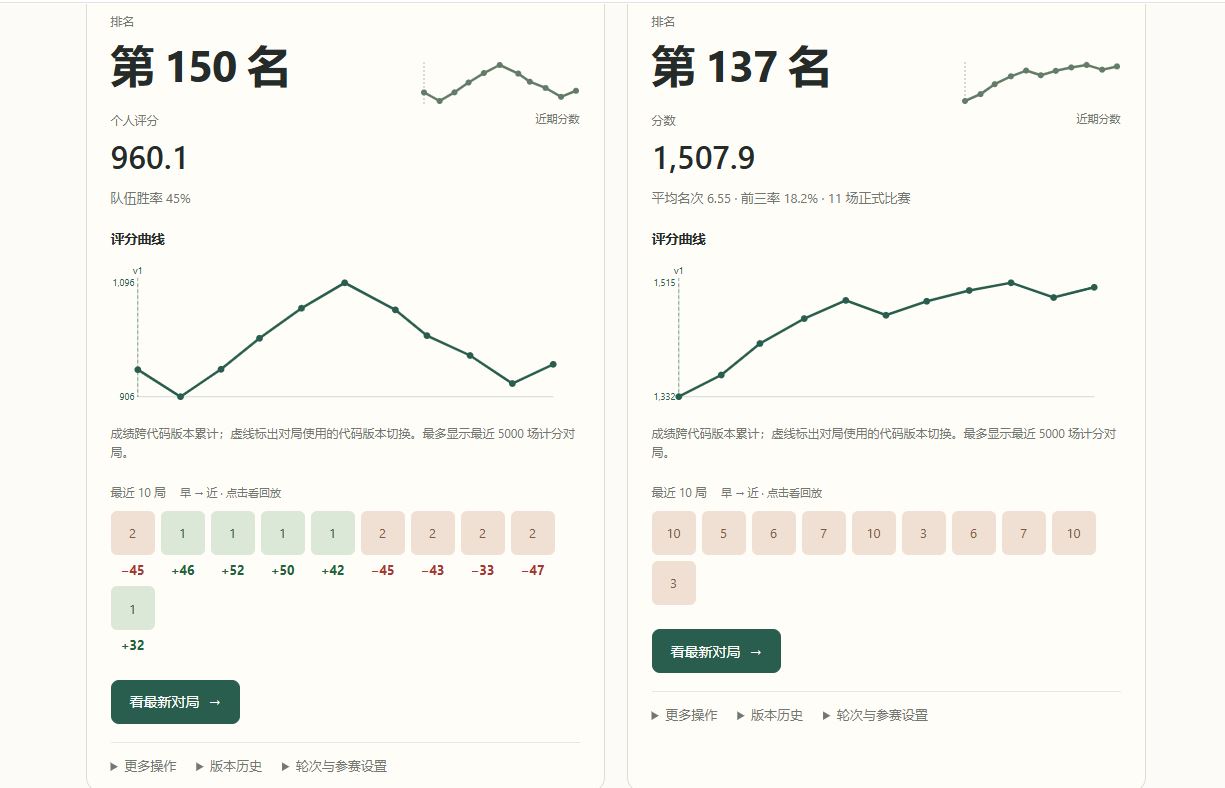 排名
第 150 名
近期分数
个人评分
960.1
队伍胜率 45%
评分曲线
v1
1,096
906
成绩跨代码版本累计；虚线标出对局使用的代码版本切换。最多显示最近 5000 场计分对
局。
最近 10 局 早 → 近 · 点击看回放
2 1 1 1 1 2 2 2 2
−45 +46 +52 +50 +42 −45 −43 −33 −47
1
+32
看最新对局 →
▶ 更多操作 ▶ 版本历史 ▶ 轮次与参赛设置
排名
第 137 名
近期分数
分数
1,507.9
平均名次 6.55 · 前三率 18.2% · 11 场正式比赛
评分曲线
v1
1,515
1,332
成绩跨代码版本累计；虚线标出对局使用的代码版本切换。最多显示最近 5000 场计分对
局。
最近 10 局 早 → 近 · 点击看回放
10 5 6 7 10 3 6 7 10
3
看最新对局 →
▶ 更多操作 ▶ 版本历史 ▶ 轮次与参赛设置